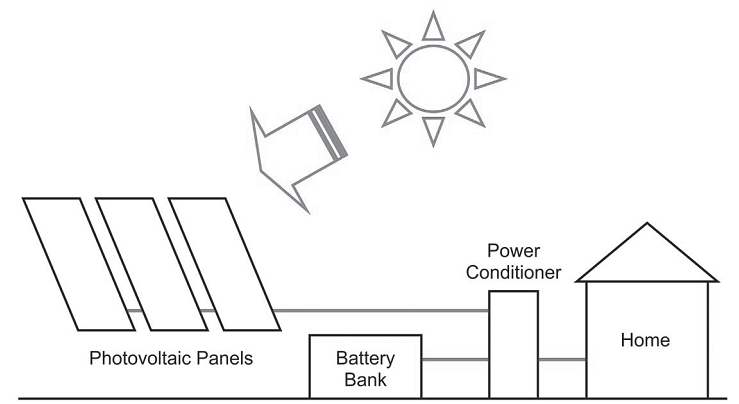 Power
Conditioner
Home
Photovoltaic Panels
Battery
Bank